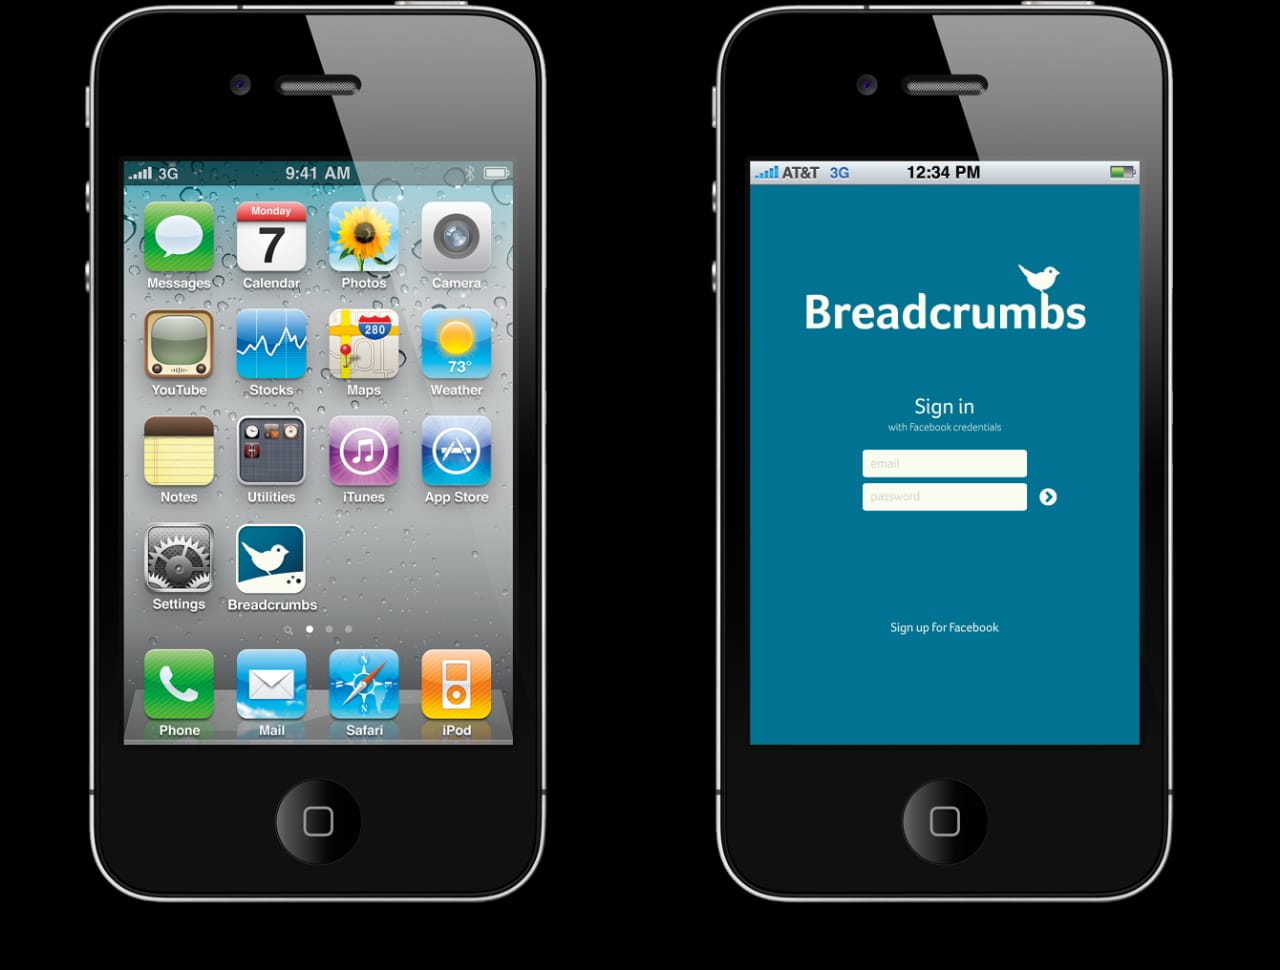 3G 9:41 AM
Monday
7
Messages Calendar Photos Camera
280
73°
YouTube Stocks Maps Weather
Notes Utilities iTunes App Store
Settings Breadcrumbs
N
S
Phone Mail Safari iPod
AT&T 3G 12:34 PM
Breadcrumbs
Sign in
with Facebook credentials
email
password
Sign up for Facebook